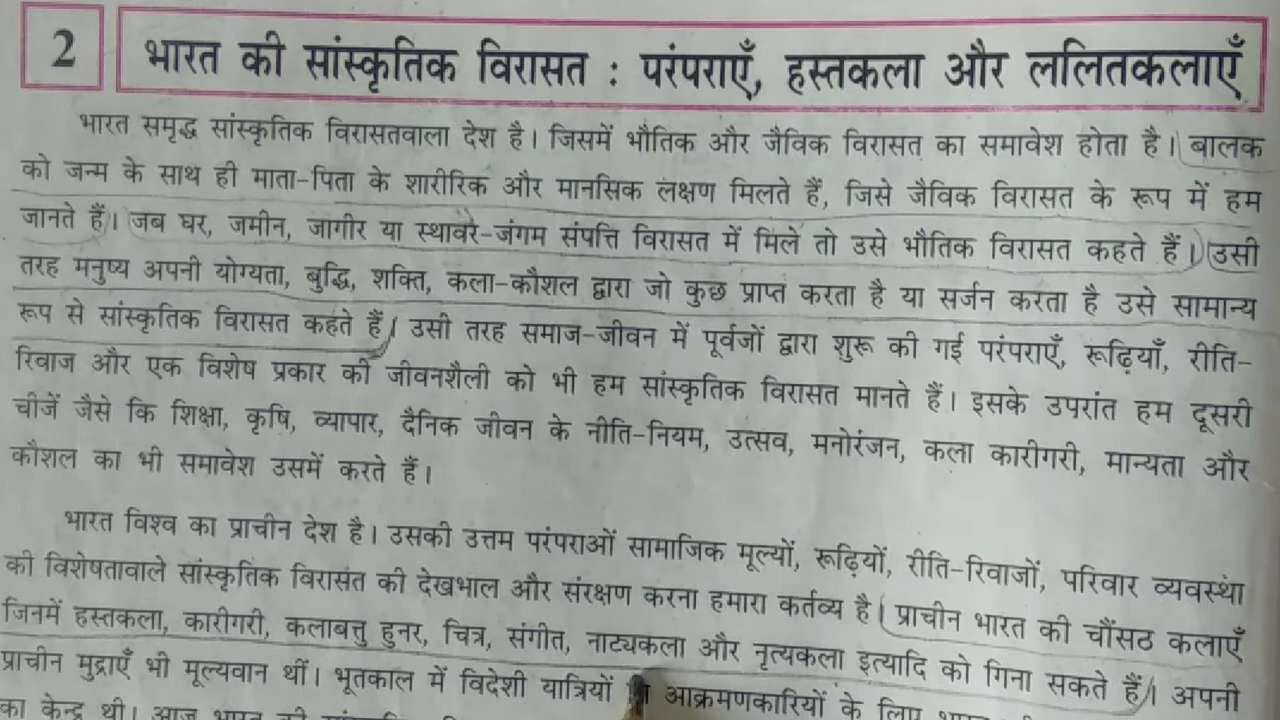 2
भारत की सांस्कृतिक विरासत : परंपराएँ, हस्तकला और ललितकलाएँ
भारत समृद्ध सांस्कृतिक विरासतवाला देश है। जिसमें भौतिक और जैविक विरासत का समावेश होता है। बालक
को जन्म के साथ ही माता-पिता के शारीरिक और मानसिक लक्षण मिलते हैं, जिसे जैविक विरासत के रूप में हम
जानते हैं। जब घर, जमीन, जागीर या स्थावर-जंगम संपत्ति विरासत में मिले तो उसे भौतिक विरासत कहते हैं। उसी
तरह मनुष्य अपनी योग्यता, बुद्धि, शक्ति, कला-कौशल द्वारा जो कुछ प्राप्त करता है या सर्जन करता है उसे सामान्य
रूप से सांस्कृतिक विरासत कहते हैं। उसी तरह समाज-जीवन में पूर्वजों द्वारा शुरू की गई परंपराएँ, रूढ़ियाँ, रीति-
रिवाज और एक विशेष प्रकार की जीवनशैली को भी हम सांस्कृतिक विरासत मानते हैं। इसके उपरांत हम दूसरी
चीजें जैसे कि शिक्षा, कृषि, व्यापार, दैनिक जीवन के नीति-नियम, उत्सव, मनोरंजन, कला कारीगरी, मान्यता और
कौशल का भी समावेश उसमें करते हैं।
भारत विश्व का प्राचीन देश है। उसकी उत्तम परंपराओं सामाजिक मूल्यों, रूढ़ियों, रीति-रिवाजों, परिवार व्यवस्था
की विशेषतावाले सांस्कृतिक विरासत की देखभाल और संरक्षण करना हमारा कर्तव्य है। प्राचीन भारत की चौंसठ कलाएँ
जिनमें हस्तकला, कारीगरी, कलाबत्तु हुनर, चित्र, संगीत, नाट्यकला और नृत्यकला इत्यादि को गिना सकते हैं। अपनी
प्राचीन मुद्राएँ भी मूल्यवान थीं। भूतकाल में विदेशी यात्रियों आक्रमणकारियों के लिए
का केन्द्र थी। आज भारत की